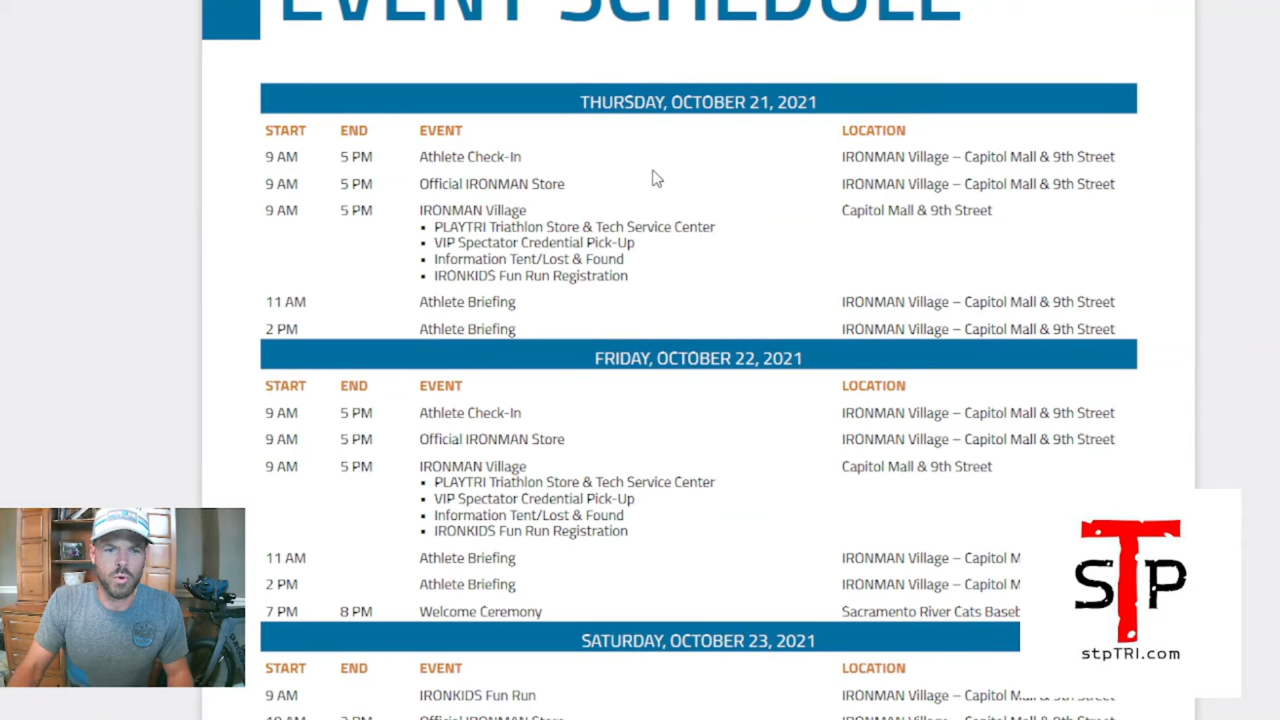 EVENT SCHEDULE
THURSDAY, OCTOBER 21, 2021
START END EVENT LOCATION
9 AM 5 PM Athlete Check-In IRONMAN Village – Capitol Mall & 9th Street
9 AM 5 PM Official IRONMAN Store IRONMAN Village – Capitol Mall & 9th Street
9 AM 5 PM IRONMAN Village Capitol Mall & 9th Street
▪ PLAYTRI Triathlon Store & Tech Service Center
▪ VIP Spectator Credential Pick-Up
▪ Information Tent/Lost & Found
▪ IRONKIDS Fun Run Registration
11 AM Athlete Briefing IRONMAN Village – Capitol Mall & 9th Street
2 PM Athlete Briefing IRONMAN Village – Capitol Mall & 9th Street
FRIDAY, OCTOBER 22, 2021
START END EVENT LOCATION
9 AM 5 PM Athlete Check-In IRONMAN Village – Capitol Mall & 9th Street
9 AM 5 PM Official IRONMAN Store IRONMAN Village – Capitol Mall & 9th Street
9 AM 5 PM IRONMAN Village Capitol Mall & 9th Street
▪ PLAYTRI Triathlon Store & Tech Service Center
▪ VIP Spectator Credential Pick-Up
▪ Information Tent/Lost & Found
▪ IRONKIDS Fun Run Registration
11 AM Athlete Briefing IRONMAN Village – Capitol M
2 PM Athlete Briefing IRONMAN Village – Capitol M
7 PM 8 PM Welcome Ceremony Sacramento River Cats Baseb
SATURDAY, OCTOBER 23, 2021
START END EVENT LOCATION
9 AM IRONKIDS Fun Run IRONMAN Village – Capitol
Official IRONMAN Store
STP
stpTRI.com